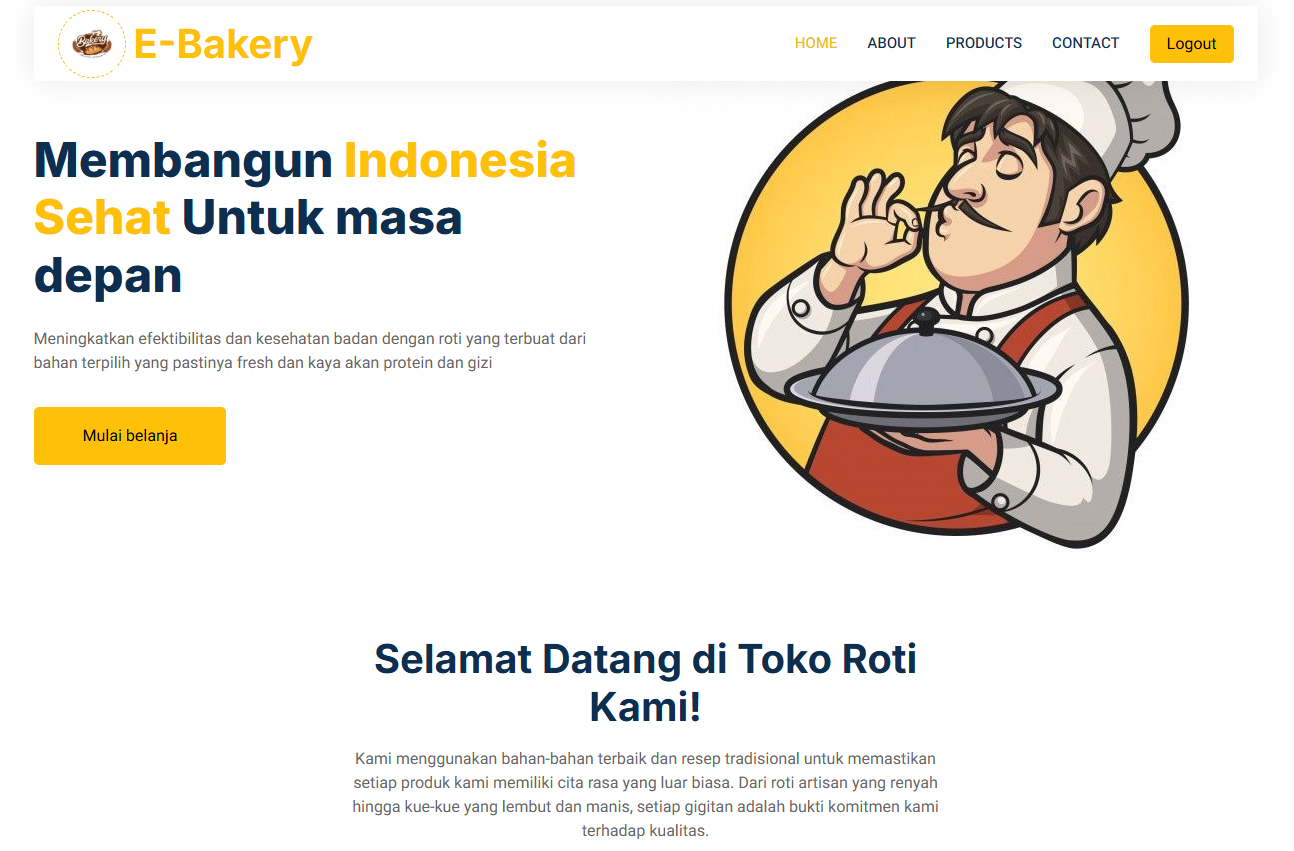 Bakery
E-Bakery
HOME
ABOUT
PRODUCTS
CONTACT
Logout
Membangun Indonesia
Sehat Untuk masa
depan
Meningkatkan efektibilitas dan kesehatan badan dengan roti yang terbuat dari
bahan terpilih yang pastinya fresh dan kaya akan protein dan gizi
Mulai belanja
Selamat Datang di Toko Roti
Kami!
Kami menggunakan bahan-bahan terbaik dan resep tradisional untuk memastikan
setiap produk kami memiliki cita rasa yang luar biasa. Dari roti artisan yang renyah
hingga kue-kue yang lembut dan manis, setiap gigitan adalah bukti komitmen kami
terhadap kualitas.